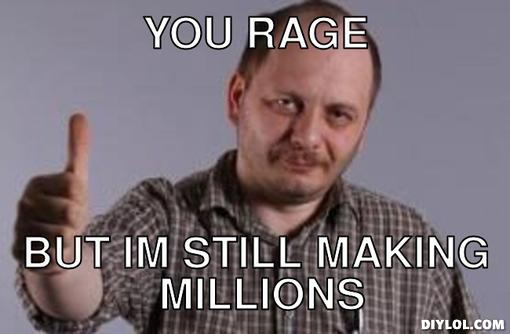 YOU RAGE
BUT IM STILL MAKING
MILLIONS
DIYLOL.COM